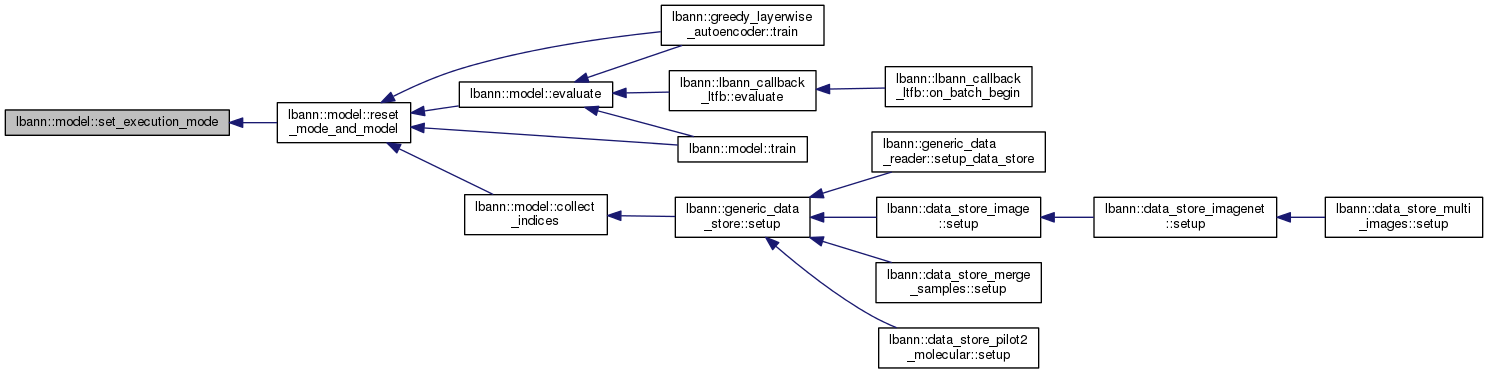 lbann::model::set_execution_mode
lbann::model::reset
_mode_and_model
lbann::greedy_layerwise
_autoencoder::train
lbann::model::evaluate
lbann::lbann_callback
_ltfb::evaluate
lbann::lbann_callback
_ltfb::on_batch_begin
lbann::model::train
lbann::model::collect
_indices
lbann::generic_data
_store::setup
lbann::generic_data
_reader::setup_data_store
lbann::data_store_image
::setup
lbann::data_store_imagenet
::setup
lbann::data_store_multi
_images::setup
lbann::data_store_merge
_samples::setup
lbann::data_store_pilot2
_molecular::setup